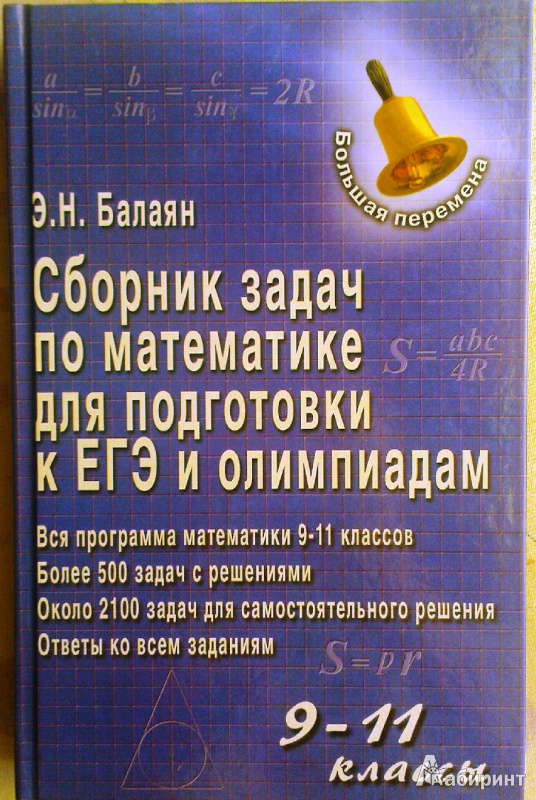 a/sinα = b/sinβ = c/sinγ = 2R
Большая перемена
Э.Н. Балаян
Сборник задач
по математике
для подготовки
к ЕГЭ и олимпиадам
S = abc/4R
Вся программа математики 9-11 классов
Более 500 задач с решениями
Около 2100 задач для самостоятельного решения
Ответы ко всем заданиям
S = pr
9-11
классы
Лабиринт